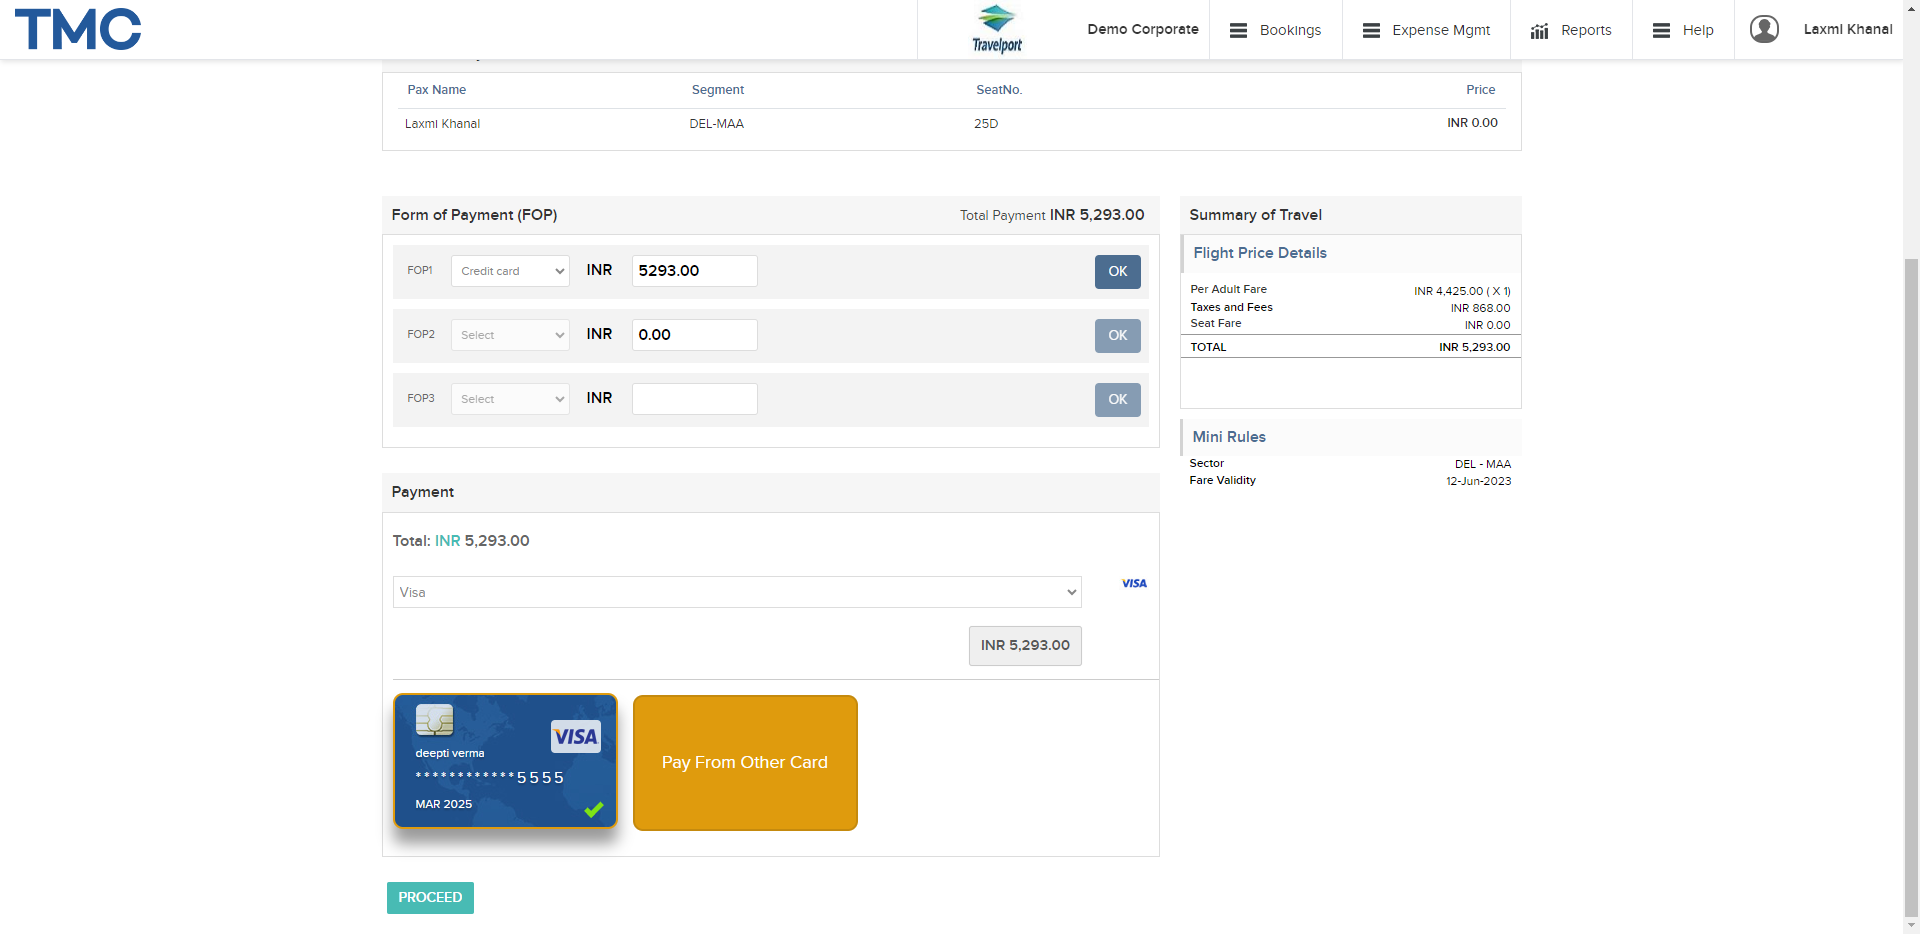 TMC
Travelport
Demo Corporate
Bookings
Expense Mgmt
Reports
Help
Laxmi Khanal
Pax Name Segment SeatNo. Price
Laxmi Khanal DEL-MAA 25D INR 0.00
Form of Payment (FOP) Total Payment INR 5,293.00
FOP1 Credit card INR 5293.00 OK
FOP2 Select INR 0.00 OK
FOP3 Select INR OK
Payment
Total: INR 5,293.00
Visa VISA
INR 5,293.00
VISA
deepti verma
************5555
MAR 2025
Pay From Other Card
PROCEED
Summary of Travel
Flight Price Details
Per Adult Fare INR 4,425.00 ( X 1)
Taxes and Fees INR 868.00
Seat Fare INR 0.00
TOTAL INR 5,293.00
Mini Rules
Sector DEL - MAA
Fare Validity 12-Jun-2023